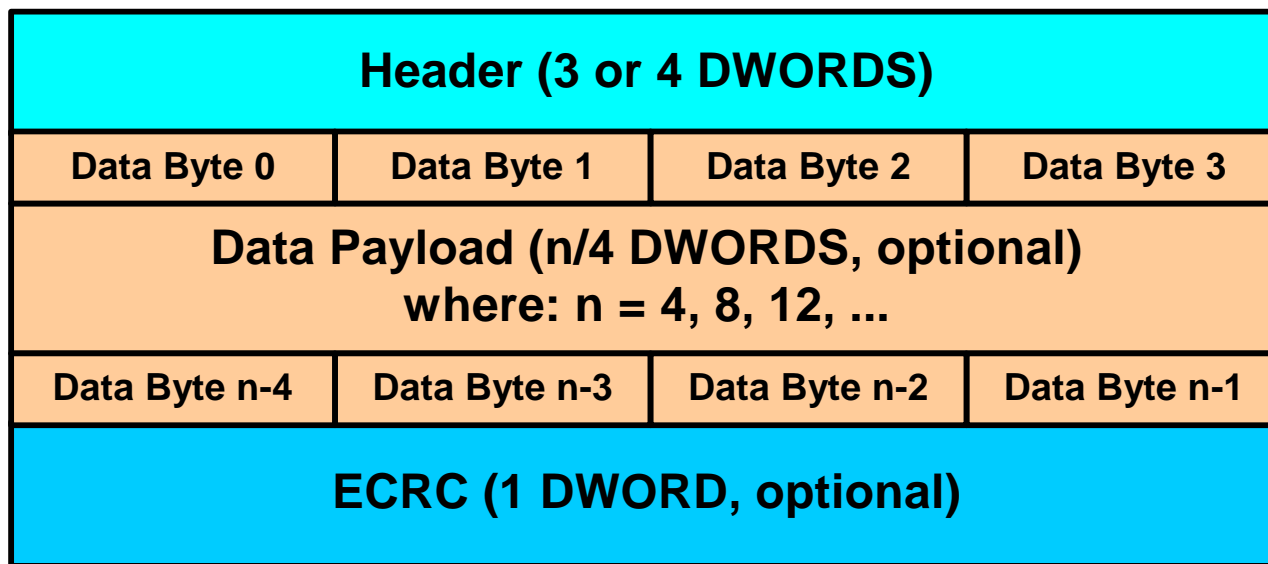 Header (3 or 4 DWORDS)
Data Byte 0 Data Byte 1 Data Byte 2 Data Byte 3
Data Payload (n/4 DWORDS, optional)
where: n = 4, 8, 12, ...
Data Byte n-4 Data Byte n-3 Data Byte n-2 Data Byte n-1
ECRC (1 DWORD, optional)